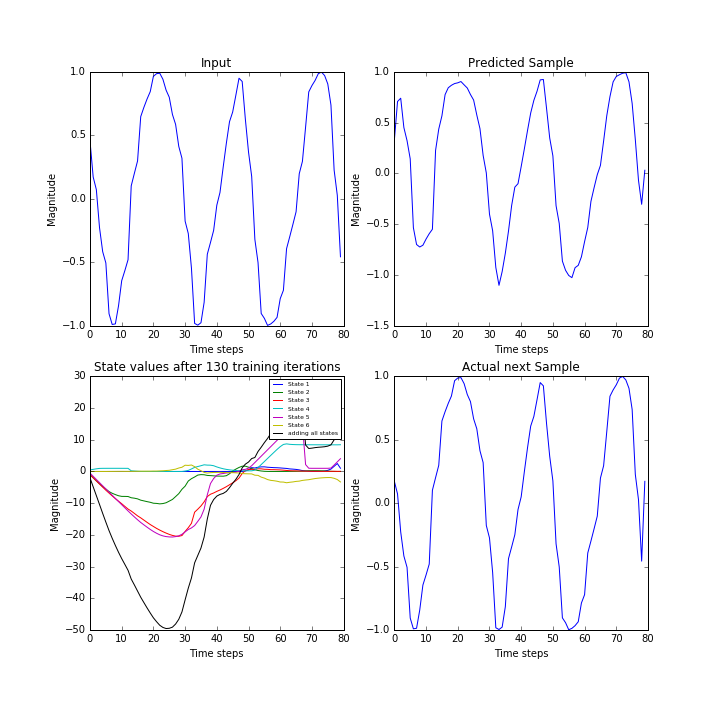 Input
1.0
0.5
0.0
−0.5
−1.0
Magnitude
0 10 20 30 40 50 60 70 80
Time steps
Predicted Sample
1.0
0.5
0.0
−0.5
−1.0
−1.5
Magnitude
0 10 20 30 40 50 60 70 80
Time steps
State values after 130 training iterations
30
20
10
0
−10
−20
−30
−40
−50
Magnitude
State 1
State 2
State 3
State 4
State 5
State 6
adding all states
0 10 20 30 40 50 60 70 80
Time steps
Actual next Sample
1.0
0.5
0.0
−0.5
−1.0
Magnitude
0 10 20 30 40 50 60 70 80
Time steps